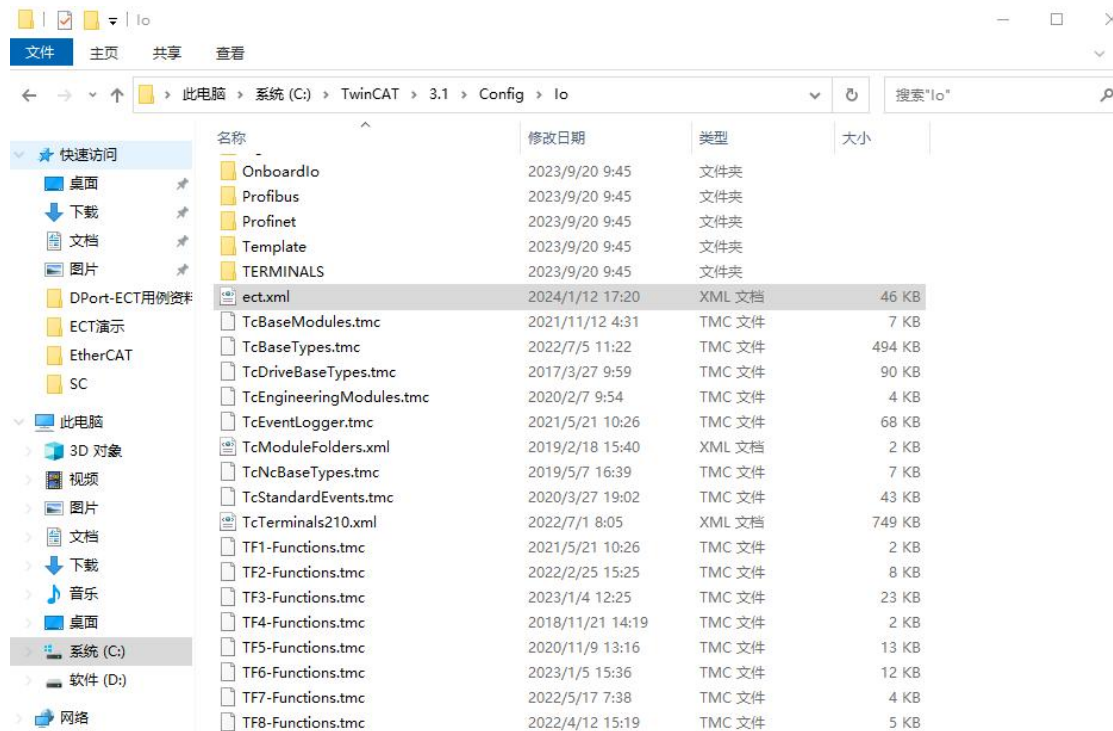 Io
文件 主页 共享 查看
此电脑 > 系统 (C:) > TwinCAT > 3.1 > Config > Io 搜索"Io"
名称 修改日期 类型 大小
快速访问
桌面
下载
文档
图片
DPort-ECT用例资料
ECT演示
EtherCAT
SC
此电脑
3D 对象
视频
图片
文档
下载
音乐
桌面
系统 (C:)
软件 (D:)
网络
OnboardIo 2023/9/20 9:45 文件夹
Profibus 2023/9/20 9:45 文件夹
Profinet 2023/9/20 9:45 文件夹
Template 2023/9/20 9:45 文件夹
TERMINALS 2023/9/20 9:45 文件夹
ect.xml 2024/1/12 17:20 XML 文档 46 KB
TcBaseModules.tmc 2021/11/12 4:31 TMC 文件 7 KB
TcBaseTypes.tmc 2022/7/5 11:22 TMC 文件 494 KB
TcDriveBaseTypes.tmc 2017/3/27 9:59 TMC 文件 90 KB
TcEngineeringModules.tmc 2020/2/7 9:54 TMC 文件 4 KB
TcEventLogger.tmc 2021/5/21 10:26 TMC 文件 68 KB
TcModuleFolders.xml 2019/2/18 15:40 XML 文档 2 KB
TcNcBaseTypes.tmc 2019/5/7 16:39 TMC 文件 7 KB
TcStandardEvents.tmc 2020/3/27 19:02 TMC 文件 43 KB
TcTerminals210.xml 2022/7/1 8:05 XML 文档 749 KB
TF1-Functions.tmc 2021/5/21 10:26 TMC 文件 2 KB
TF2-Functions.tmc 2022/2/25 15:25 TMC 文件 8 KB
TF3-Functions.tmc 2023/1/4 12:25 TMC 文件 23 KB
TF4-Functions.tmc 2018/11/21 14:19 TMC 文件 2 KB
TF5-Functions.tmc 2020/11/9 13:16 TMC 文件 13 KB
TF6-Functions.tmc 2023/1/5 15:36 TMC 文件 12 KB
TF7-Functions.tmc 2022/5/17 7:38 TMC 文件 4 KB
TF8-Functions.tmc 2022/4/12 15:19 TMC 文件 5 KB